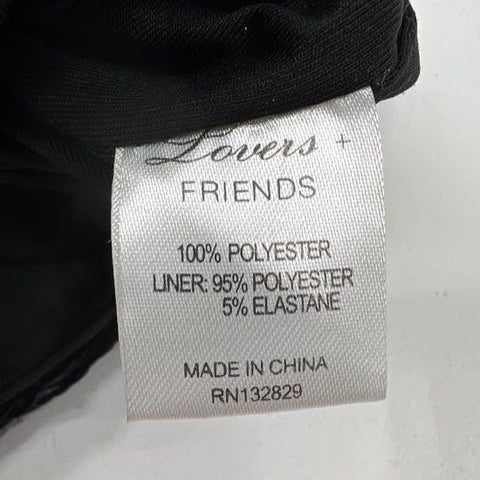 Lovers +
FRIENDS
100% POLYESTER
LINER: 95% POLYESTER
5% ELASTANE
MADE IN CHINA
RN132829